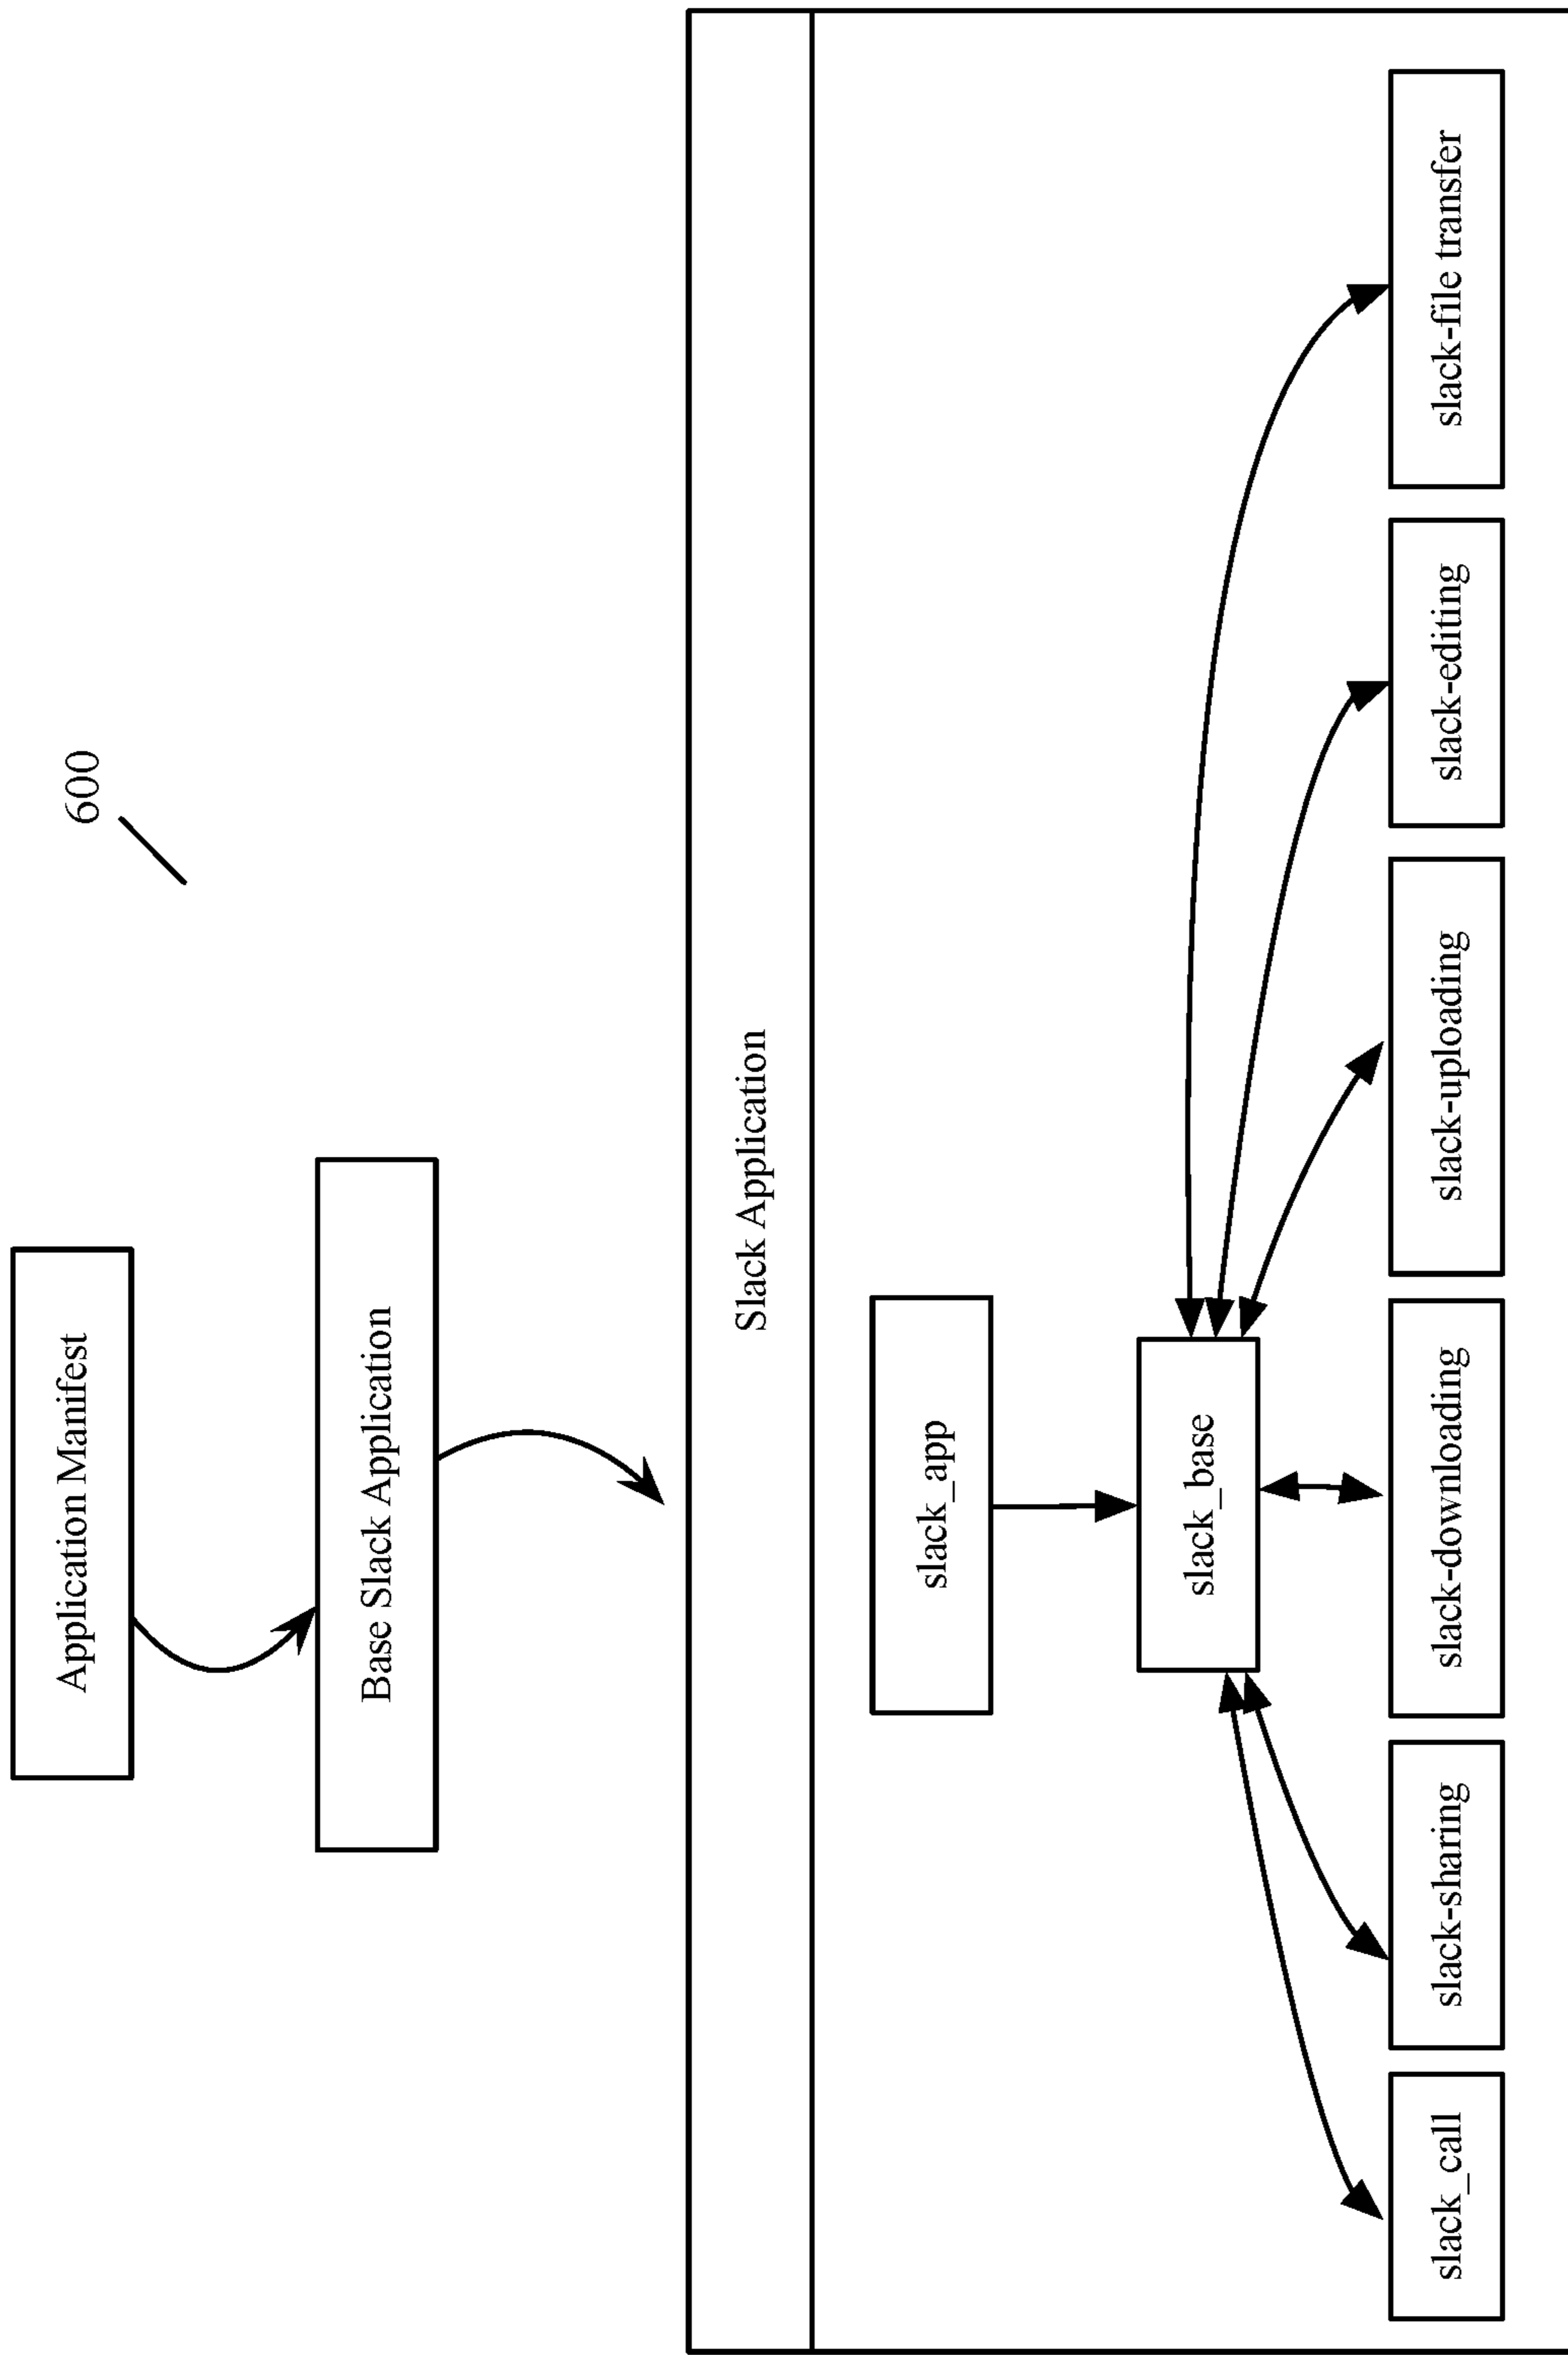 600
Application Manifest
Base Slack Application
Slack Application
slack_app
slack_base
slack_call
slack-sharing
slack-downloading
slack-uploading
slack-editing
slack-file transfer